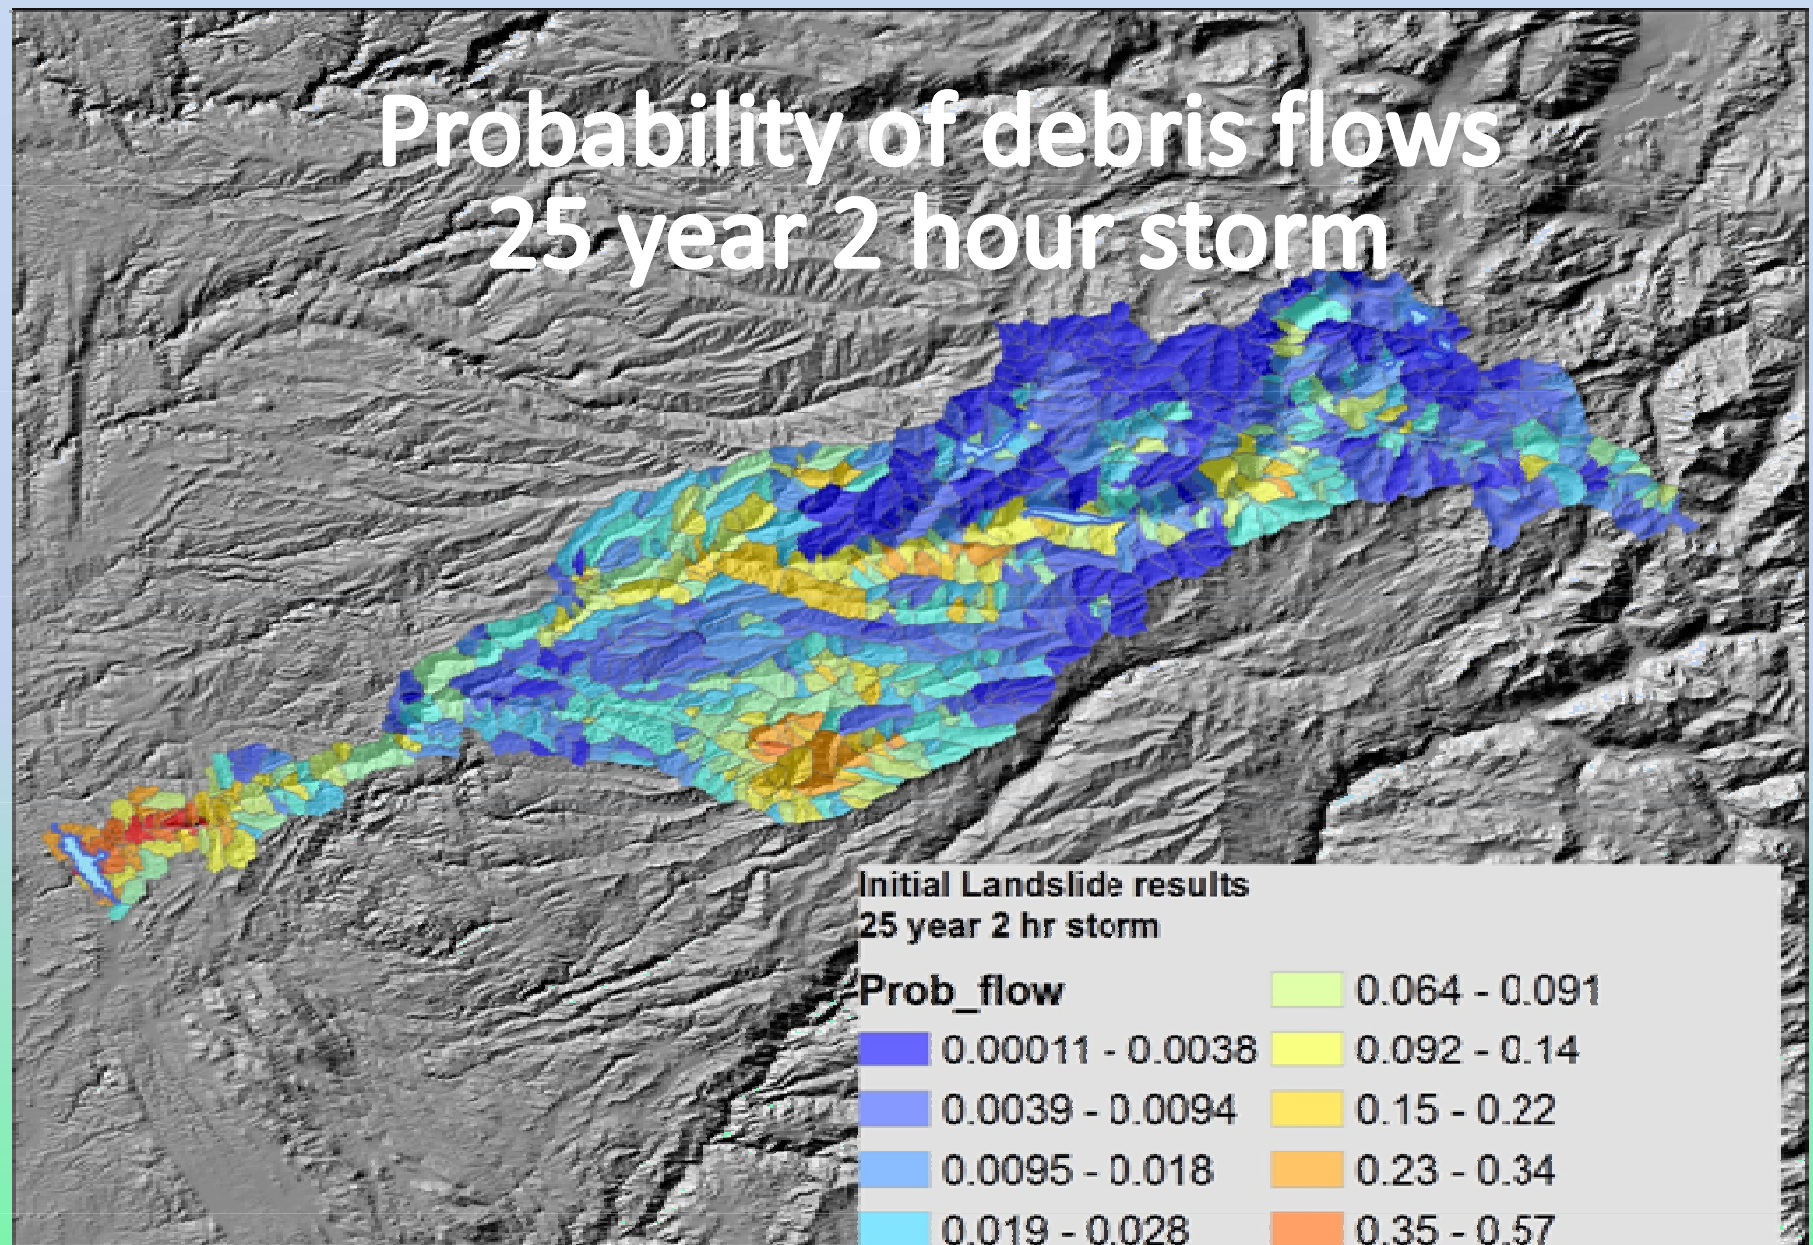 Probability of debris flows
25 year 2 hour storm
Initial Landslide results
25 year 2 hr storm
Prob_flow
0.00011 - 0.0038
0.0039 - 0.0094
0.0095 - 0.018
0.019 - 0.028
0.064 - 0.091
0.092 - 0.14
0.15 - 0.22
0.23 - 0.34
0.35 - 0.57